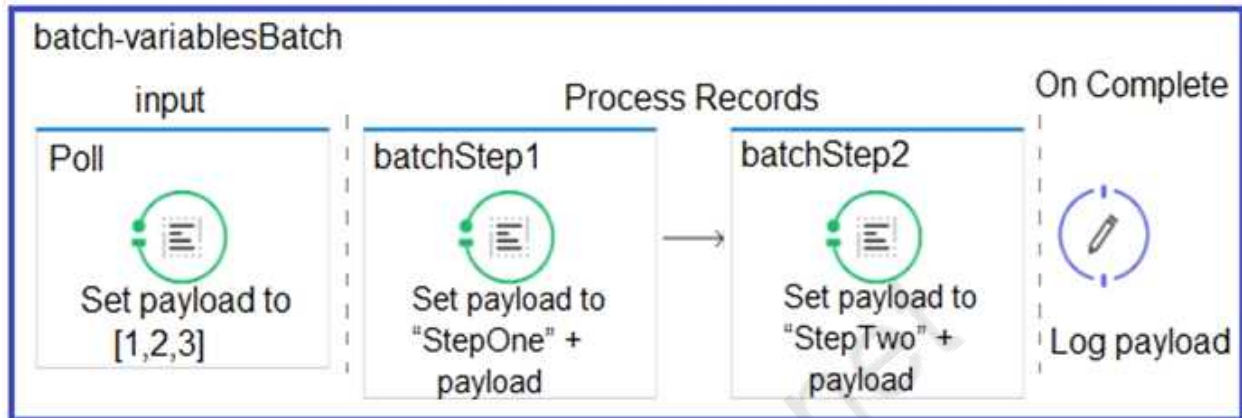 batch-variablesBatch
input
Process Records
On Complete
Poll
Set payload to
[1,2,3]
batchStep1
Set payload to
“StepOne” +
payload
batchStep2
Set payload to
“StepTwo” +
payload
Log payload